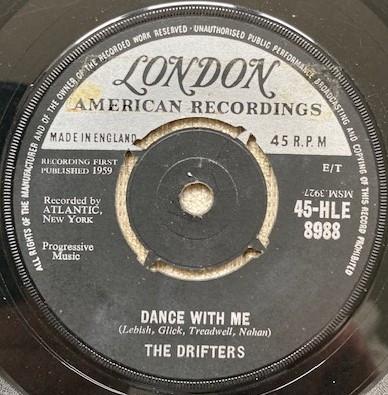 ALL RIGHTS OF THE MANUFACTURER AND OF THE OWNER OF THE RECORDED WORK RESERVED · UNAUTHORISED PUBLIC PERFORMANCE BROADCASTING AND COPYING OF THIS RECORD PROHIBITED
LONDON
AMERICAN RECORDINGS
MADE IN ENGLAND
45 R.P.M
RECORDING FIRST
PUBLISHED 1959
E/T
MSM.3927
Recorded by
ATLANTIC,
NEW YORK
45-HLE
8988
Progressive
Music
DANCE WITH ME
(Lebish, Glick, Treadwell, Nahan)
THE DRIFTERS